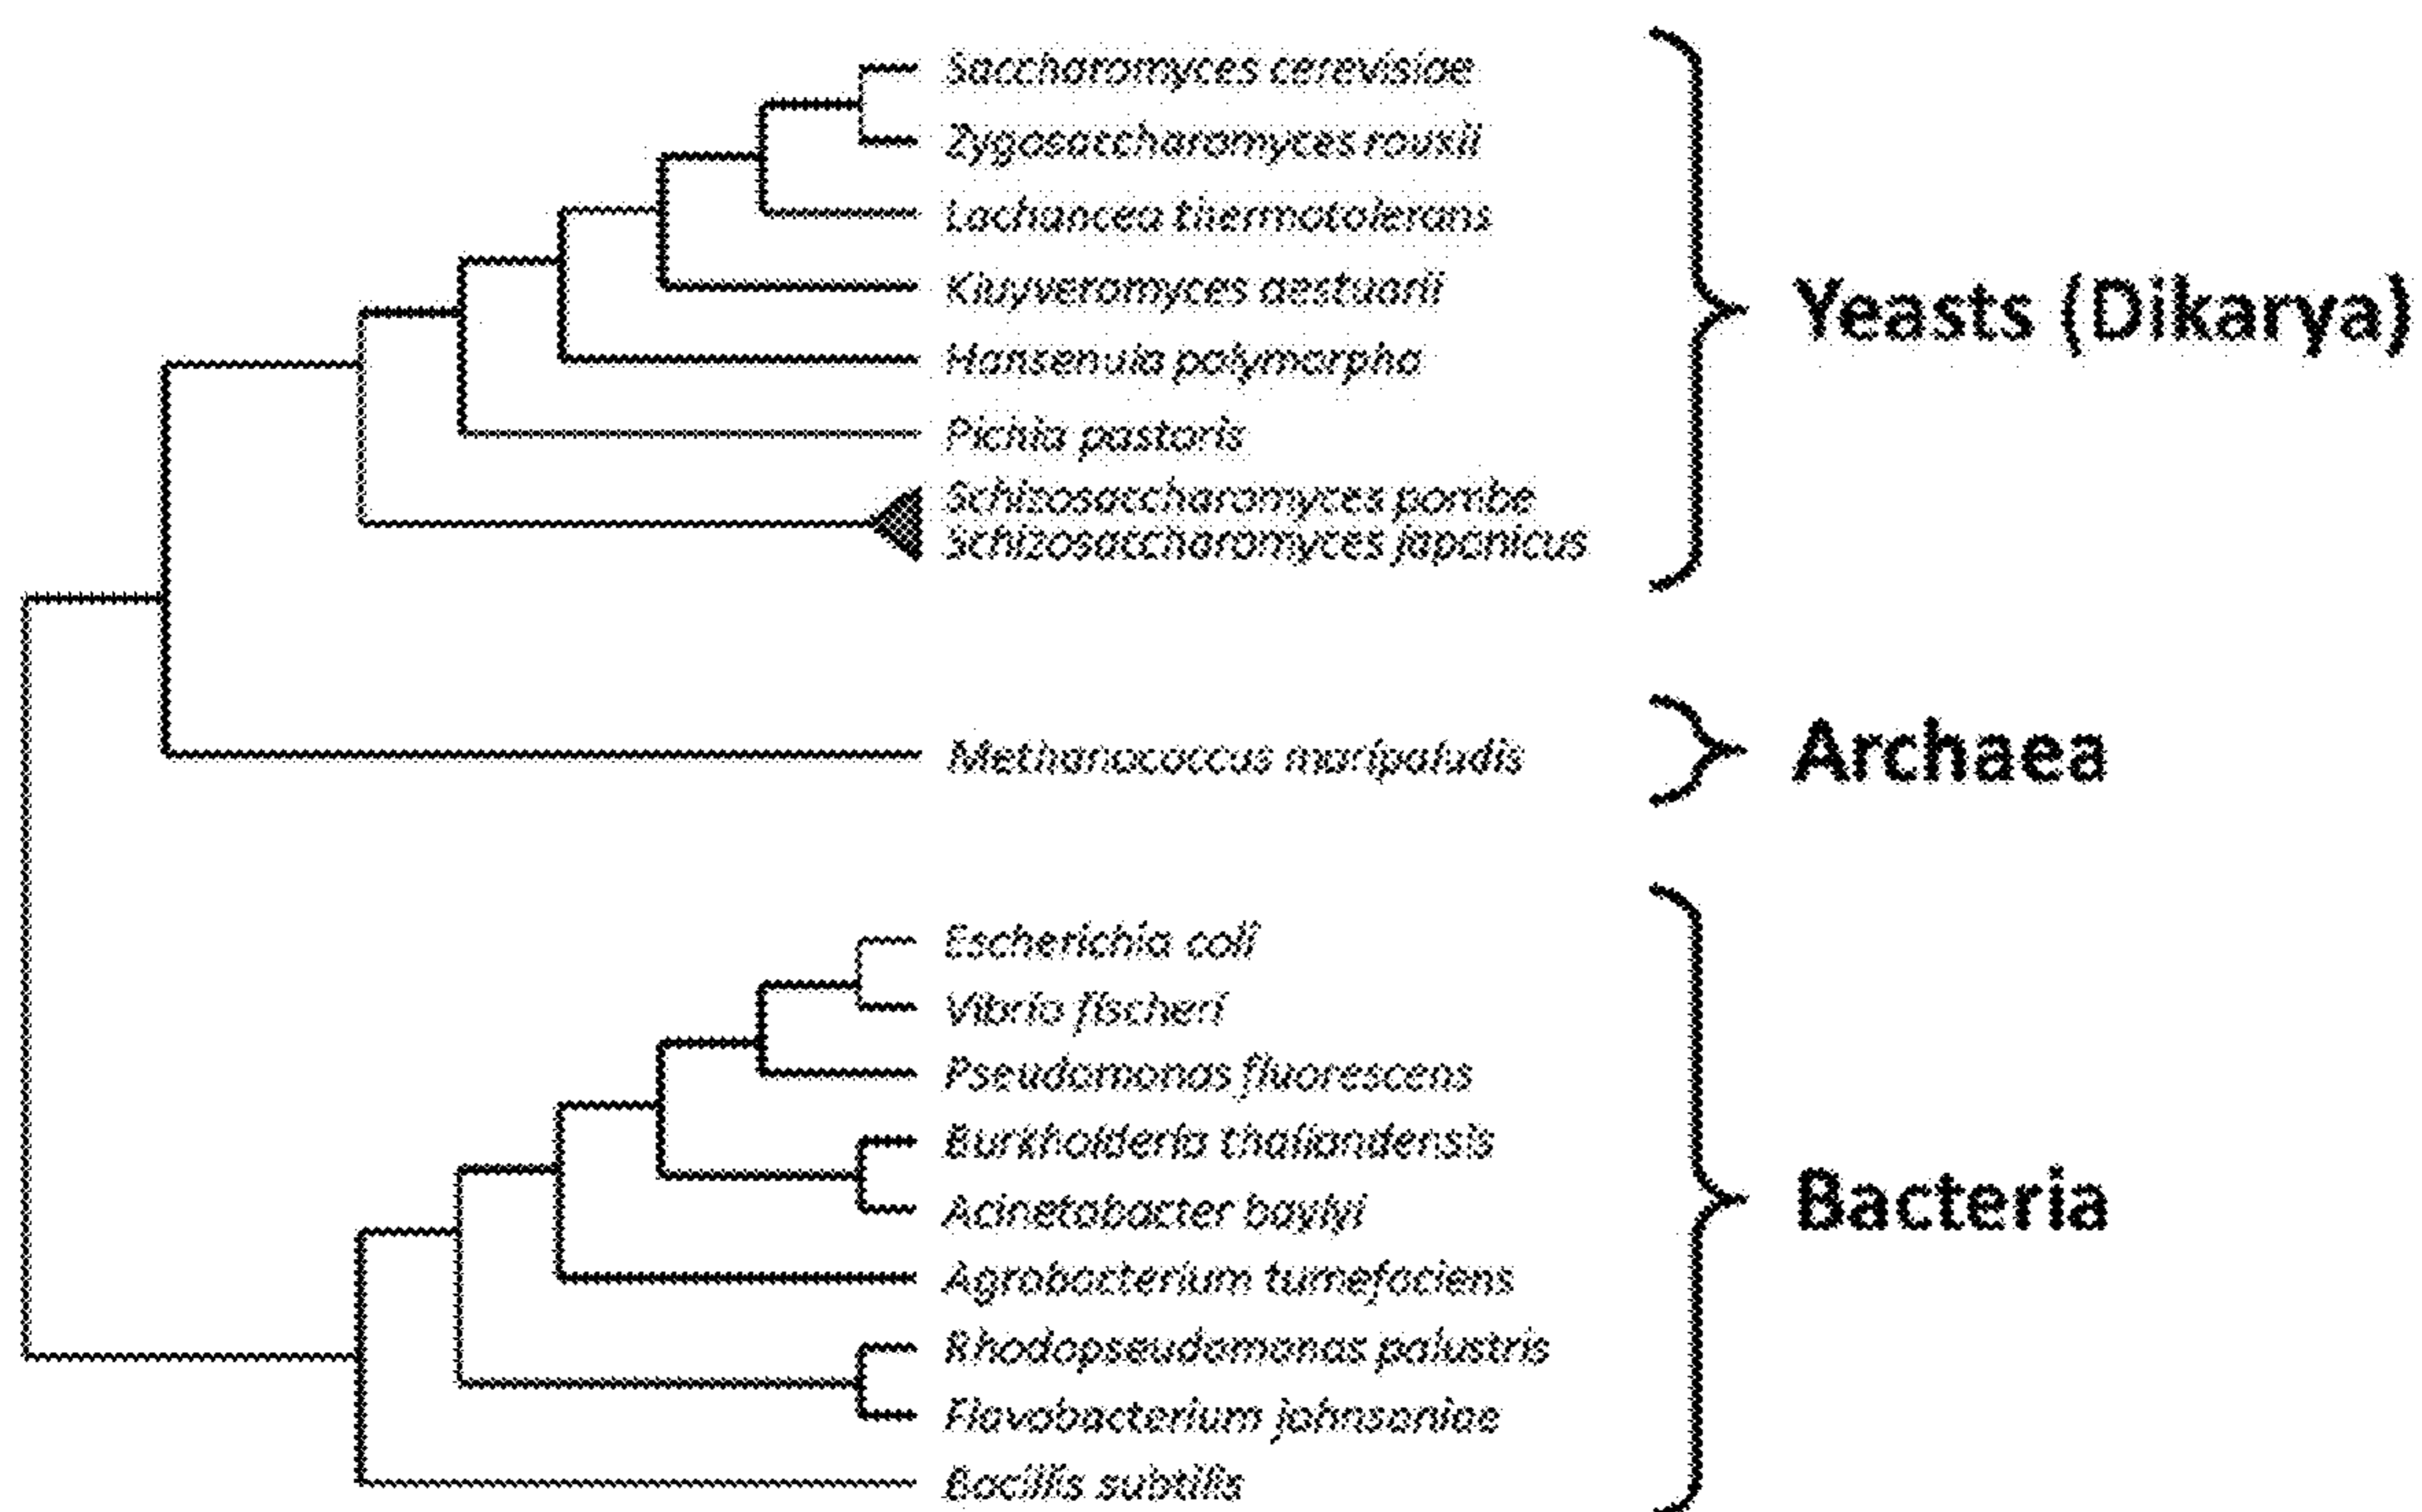 Saccharomyces cerevisiae
Zygosaccharomyces rouxii
Lachancea thermotolerans
Kluyveromyces aestuarii
Hansenula polymorpha
Pichia pastoris
Schizosaccharomyces pombe
Schizosaccharomyces japonicus
Yeasts (Dikarya)
Methanococcus maripaludis
Archaea
Escherichia coli
Vibrio fischeri
Pseudomonas fluorescens
Burkholderia thailandensis
Acinetobacter baylyi
Agrobacterium tumefaciens
Rhodopseudomonas palustris
Flavobacterium johnsoniae
Bacillis subtilis
Bacteria